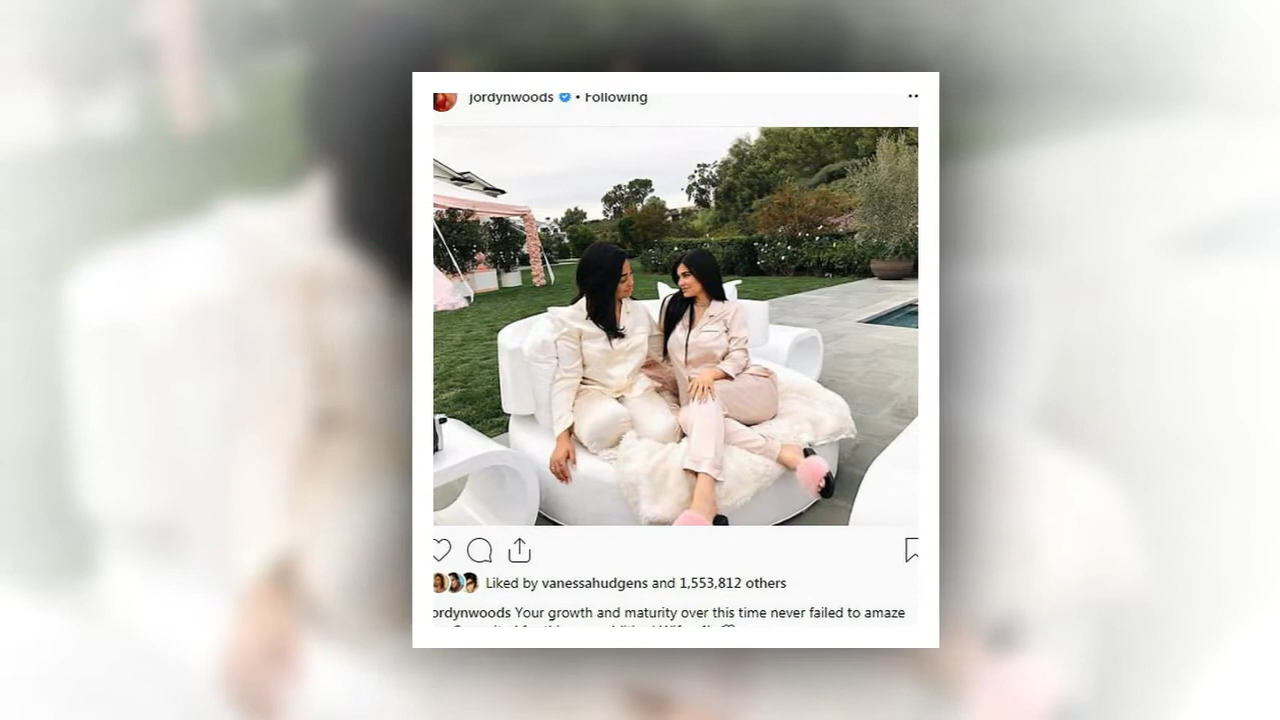 jordynwoods • Following
Liked by vanessahudgens and 1,553,812 others
ordynwoods Your growth and maturity over this time never failed to amaze